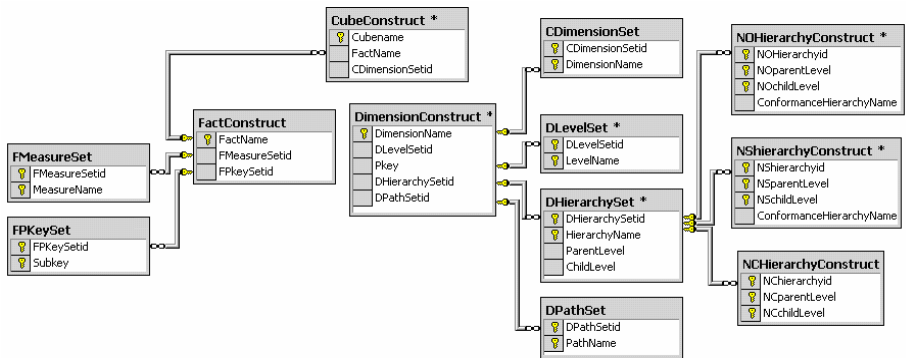 CubeConstruct *
Cubename
FactName
CDimensionSetid
FactConstruct
FactName
FMeasureSetid
FPkeySetid
FMeasureSet
FMeasureSetid
MeasureName
FPKeySet
FPKeySetid
Subkey
DimensionConstruct *
DimensionName
DLevelSetid
Pkey
DHierarchySetid
DPathSetid
CDimensionSet
CDimensionSetid
DimensionName
DLevelSet *
DLevelSetid
LevelName
DHierarchySet *
DHierarchySetid
HierarchyName
ParentLevel
ChildLevel
DPathSet
DPathSetid
PathName
NOHierarchyConstruct *
NOHierarchyid
NOparentLevel
NOchildLevel
ConformanceHierarchyName
NShierarchyConstruct *
NShierarchyid
NSparentLevel
NSchildLevel
ConformanceHierarchyName
NCHierarchyConstruct
NChierarchyid
NCparentLevel
NCchildLevel